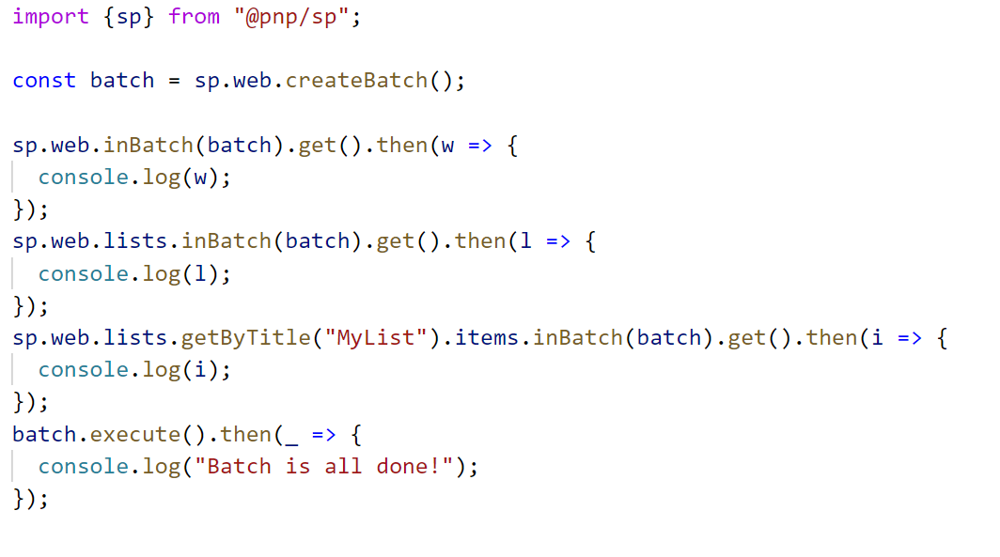 import {sp} from "@pnp/sp";
const batch = sp.web.createBatch();
sp.web.inBatch(batch).get().then(w => {
  console.log(w);
});
sp.web.lists.inBatch(batch).get().then(l => {
  console.log(l);
});
sp.web.lists.getByTitle("MyList").items.inBatch(batch).get().then(i => {
  console.log(i);
});
batch.execute().then(_ => {
  console.log("Batch is all done!");
});